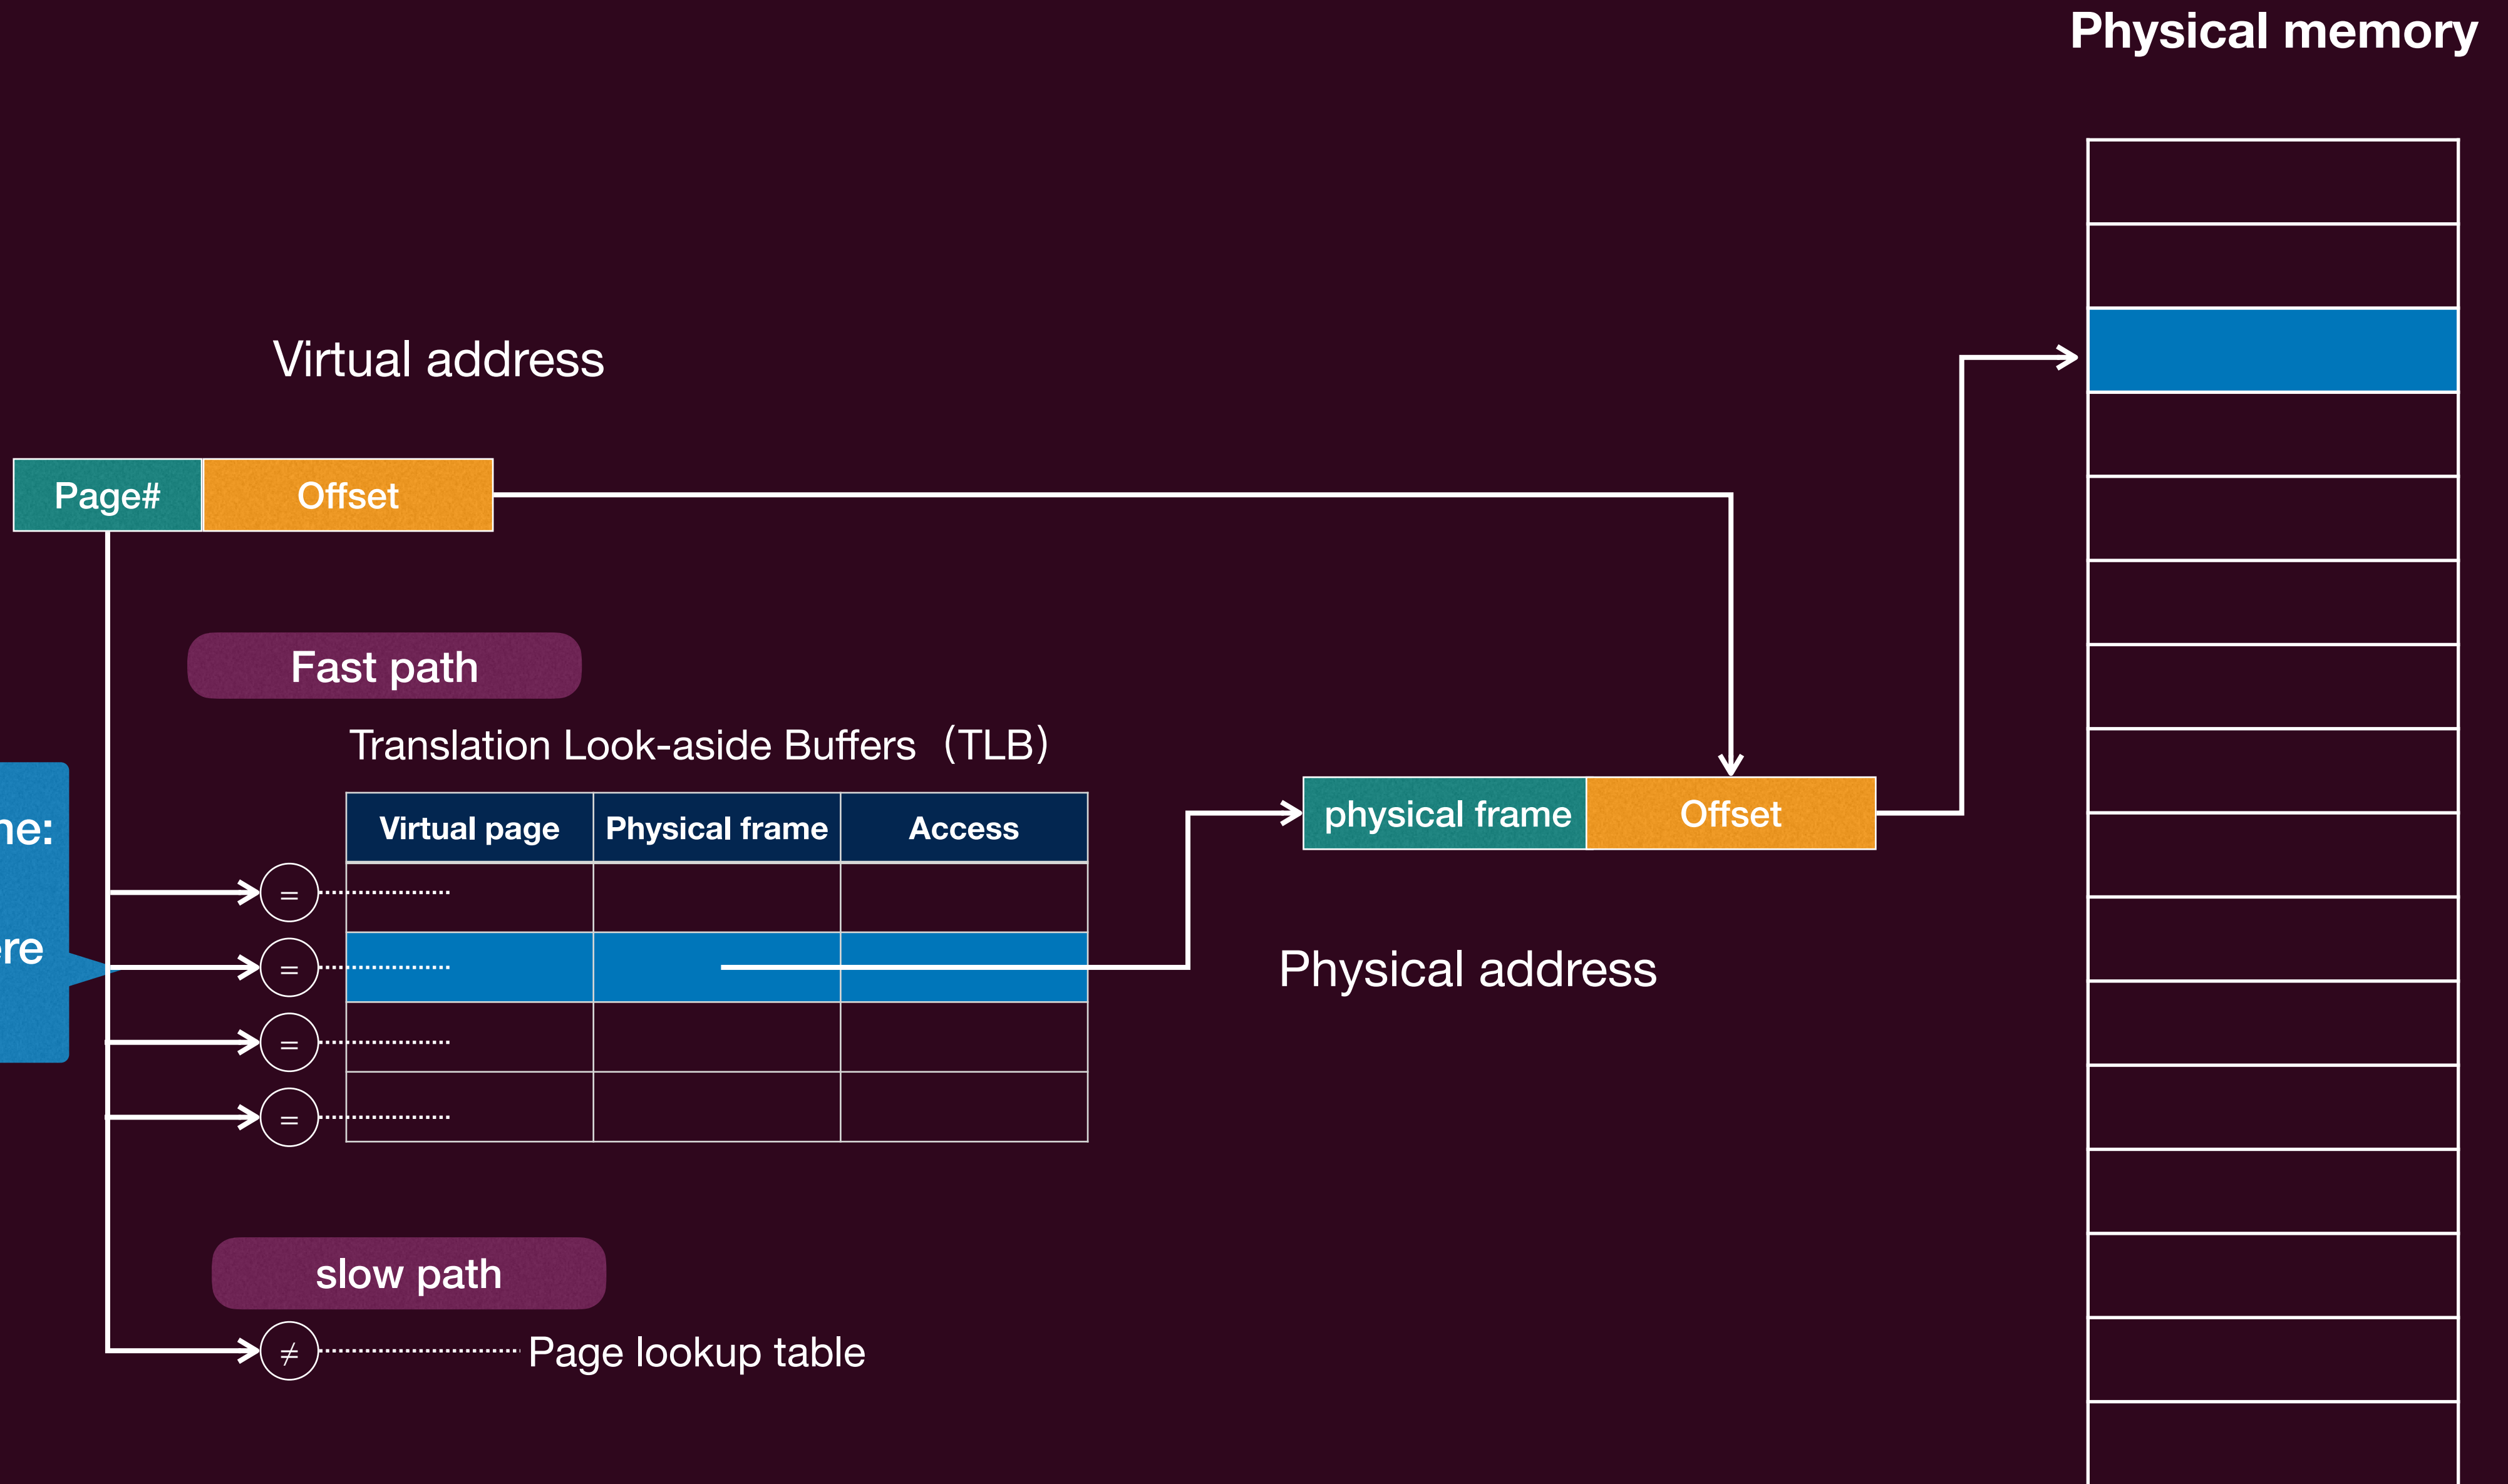 Physical memory
Virtual address
Page# Offset
Fast path
Translation Look-aside Buffers（TLB）
Virtual page Physical frame Access
=
=
=
=
physical frame Offset
Physical address
slow path
≠ Page lookup table